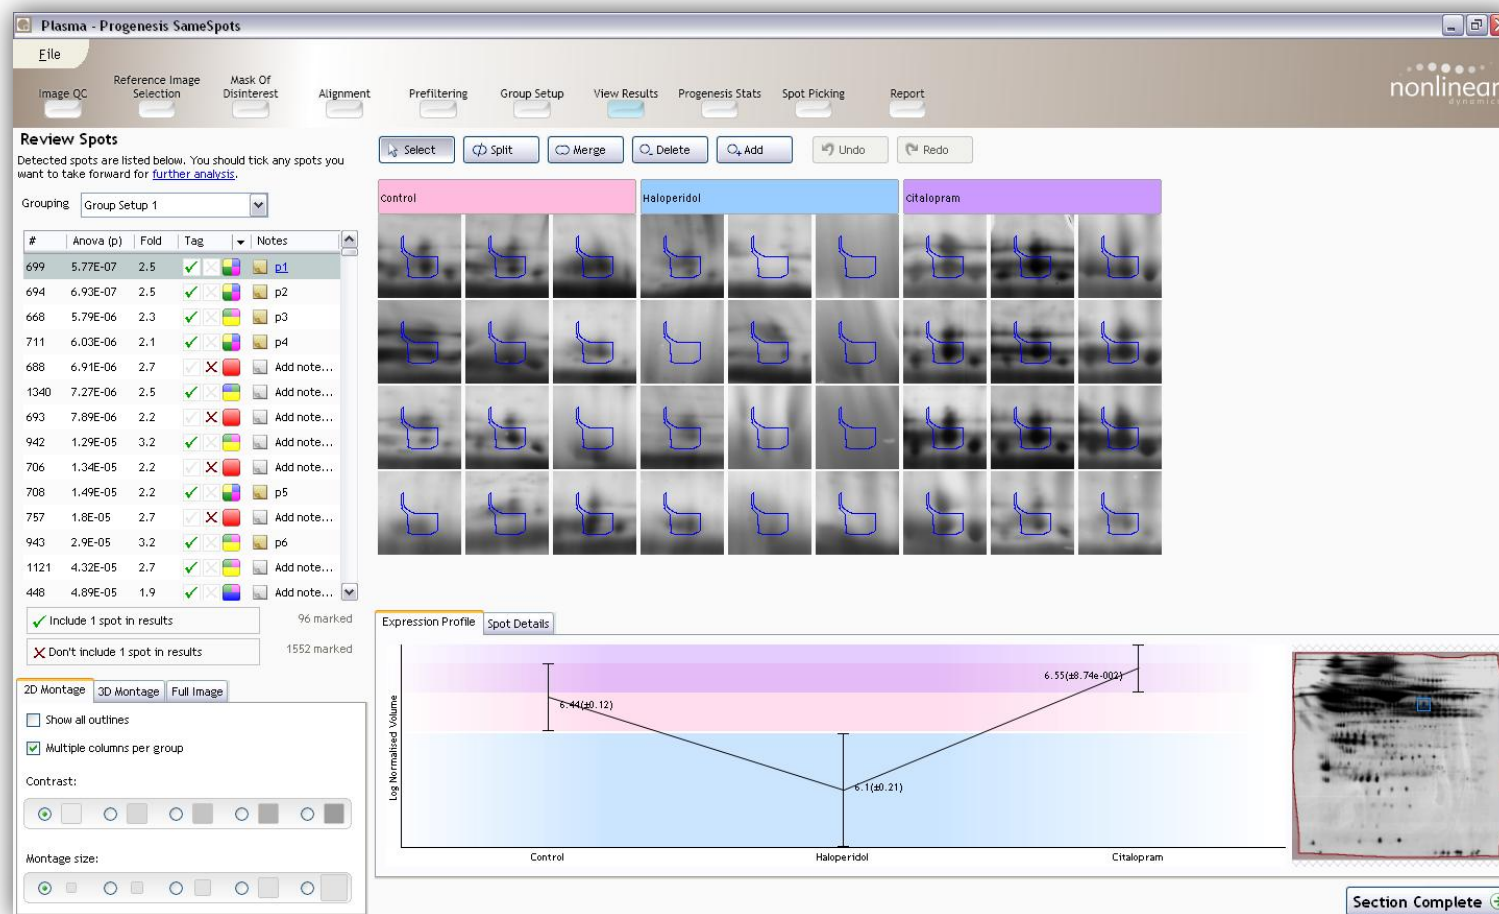 Plasma - Progenesis SameSpots
File
Image QC
Reference Image Selection
Mask Of Disinterest
Alignment
Prefiltering
Group Setup
View Results
Progenesis Stats
Spot Picking
Report
nonlinear
dynamics
Review Spots
Detected spots are listed below. You should tick any spots you
want to take forward for further analysis.
Grouping Group Setup 1
# Anova (p) Fold Tag Notes
699 5.77E-07 2.5 p1
694 6.93E-07 2.5 p2
668 5.79E-06 2.3 p3
711 6.03E-06 2.1 p4
688 6.91E-06 2.7 Add note...
1340 7.27E-06 2.5 Add note...
693 7.89E-06 2.2 Add note...
942 1.29E-05 3.2 Add note...
706 1.34E-05 2.2 Add note...
708 1.49E-05 2.2 p5
757 1.8E-05 2.7 Add note...
943 2.9E-05 3.2 p6
1121 4.32E-05 2.7 Add note...
448 4.89E-05 1.9 Add note...
Include 1 spot in results 96 marked
Don't include 1 spot in results 1552 marked
2D Montage 3D Montage Full Image
Show all outlines
Multiple columns per group
Contrast:
Montage size:
Select Split Merge Delete Add Undo Redo
Control Haloperidol Citalopram
Expression Profile Spot Details
Log Normalised Volume
6.44(±0.12)
6.1(±0.21)
6.55(±8.74e-002)
Control Haloperidol Citalopram
Section Complete